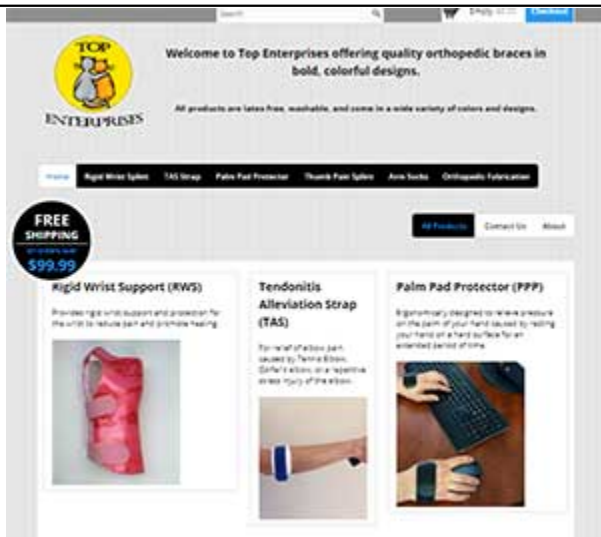 Search
Empty $0.00
Checkout
TOP
ENTERPRISES
Welcome to Top Enterprises offering quality orthopedic braces in
bold, colorful designs.
All products are latex free, washable, and come in a wide variety of colors and designs.
Home Rigid Wrist Splint TAS Strap Palm Pad Protector Thumb Pain Splint Arm Socks Orthopedic Fabrication
FREE
SHIPPING
$99.99
All Products Contact Us About
Rigid Wrist Support (RWS)
Provides rigid wrist support and protection for
the wrist to reduce pain and promote healing.
Tendonitis
Alleviation Strap
(TAS)
For relief of elbow pain
caused by Tennis Elbow,
Golfer's elbow, or a repetitive
stress injury of the elbow.
Palm Pad Protector (PPP)
Ergonomically designed to relieve pressure
on the palm of your hand caused by resting
your hand on a hard surface for an
extended period of time.